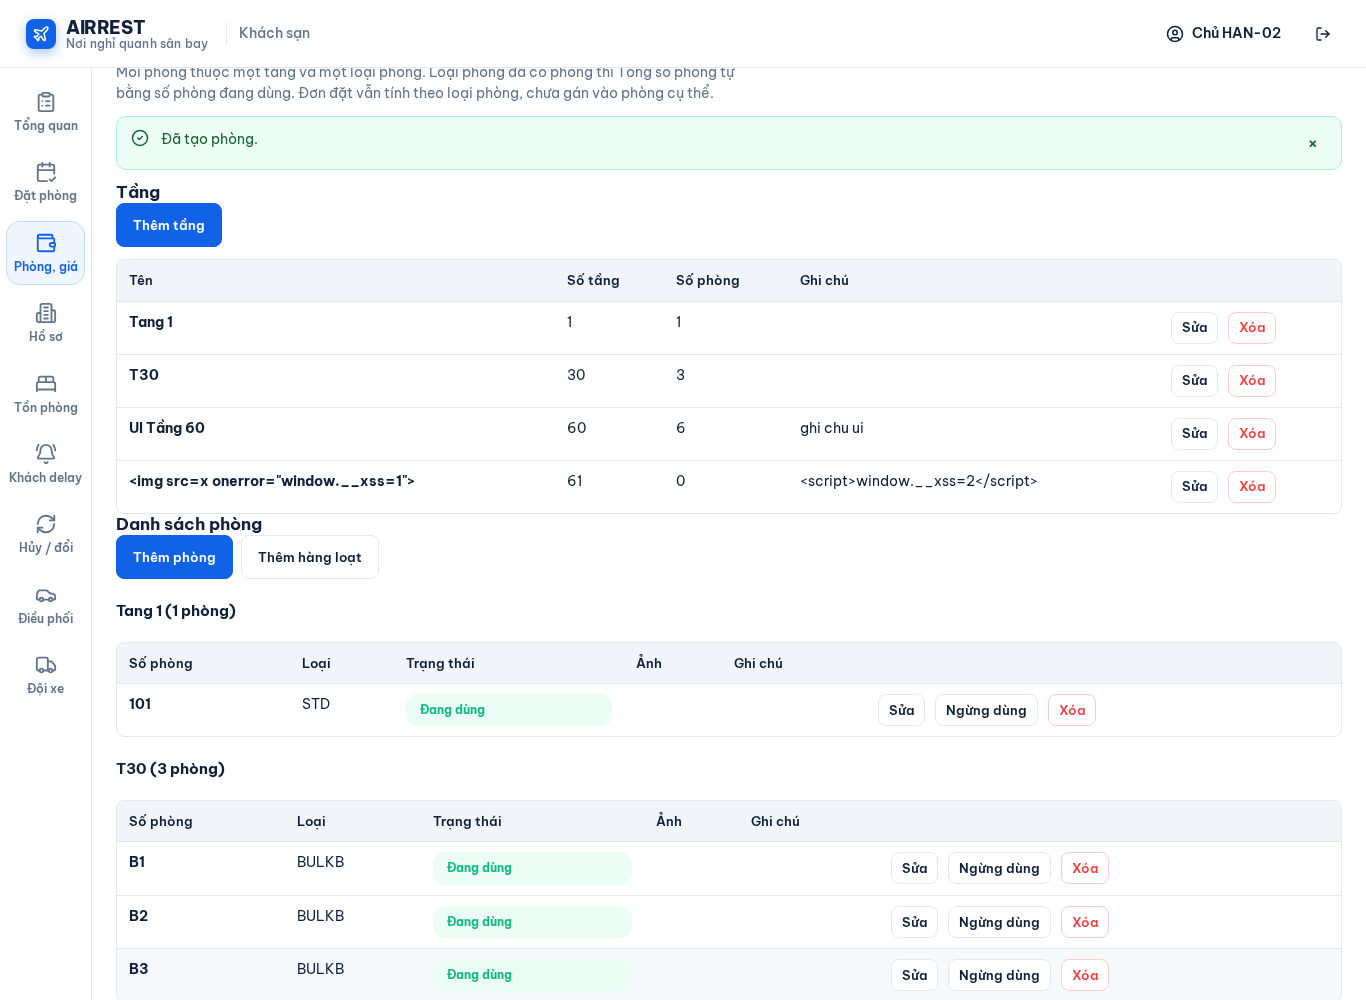 AIRREST
Nơi nghỉ quanh sân bay
Khách sạn
Chủ HAN-02
Tổng quan
Đặt phòng
Phòng, giá
Hồ sơ
Tồn phòng
Khách delay
Hủy / đổi
Điều phối
Đội xe
Mỗi phòng thuộc một tầng và một loại phòng. Loại phòng đã có phòng thì Tổng số phòng tự
bằng số phòng đang dùng. Đơn đặt vẫn tính theo loại phòng, chưa gán vào phòng cụ thể.
Đã tạo phòng.
×
Tầng
Thêm tầng
Tên Số tầng Số phòng Ghi chú
Tang 1 1 1 Sửa Xóa
T30 30 3 Sửa Xóa
UI Tầng 60 60 6 ghi chu ui Sửa Xóa
<img src=x onerror="window.__xss=1"> 61 0 <script>window.__xss=2</script> Sửa Xóa
Danh sách phòng
Thêm phòng Thêm hàng loạt
Tang 1 (1 phòng)
Số phòng Loại Trạng thái Ảnh Ghi chú
101 STD Đang dùng Sửa Ngừng dùng Xóa
T30 (3 phòng)
Số phòng Loại Trạng thái Ảnh Ghi chú
B1 BULKB Đang dùng Sửa Ngừng dùng Xóa
B2 BULKB Đang dùng Sửa Ngừng dùng Xóa
B3 BULKB Đang dùng Sửa Ngừng dùng Xóa